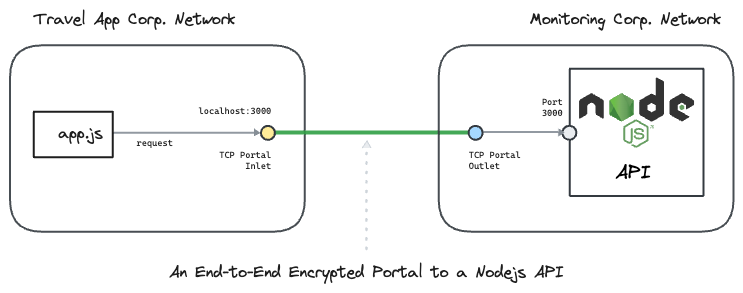 Travel App Corp. Network
Monitoring Corp. Network
localhost:3000
Port
3000
node
JS
app.js
request
TCP Portal
Inlet
TCP Portal
Outlet
API
An End-to-End Encrypted Portal to a Nodejs API